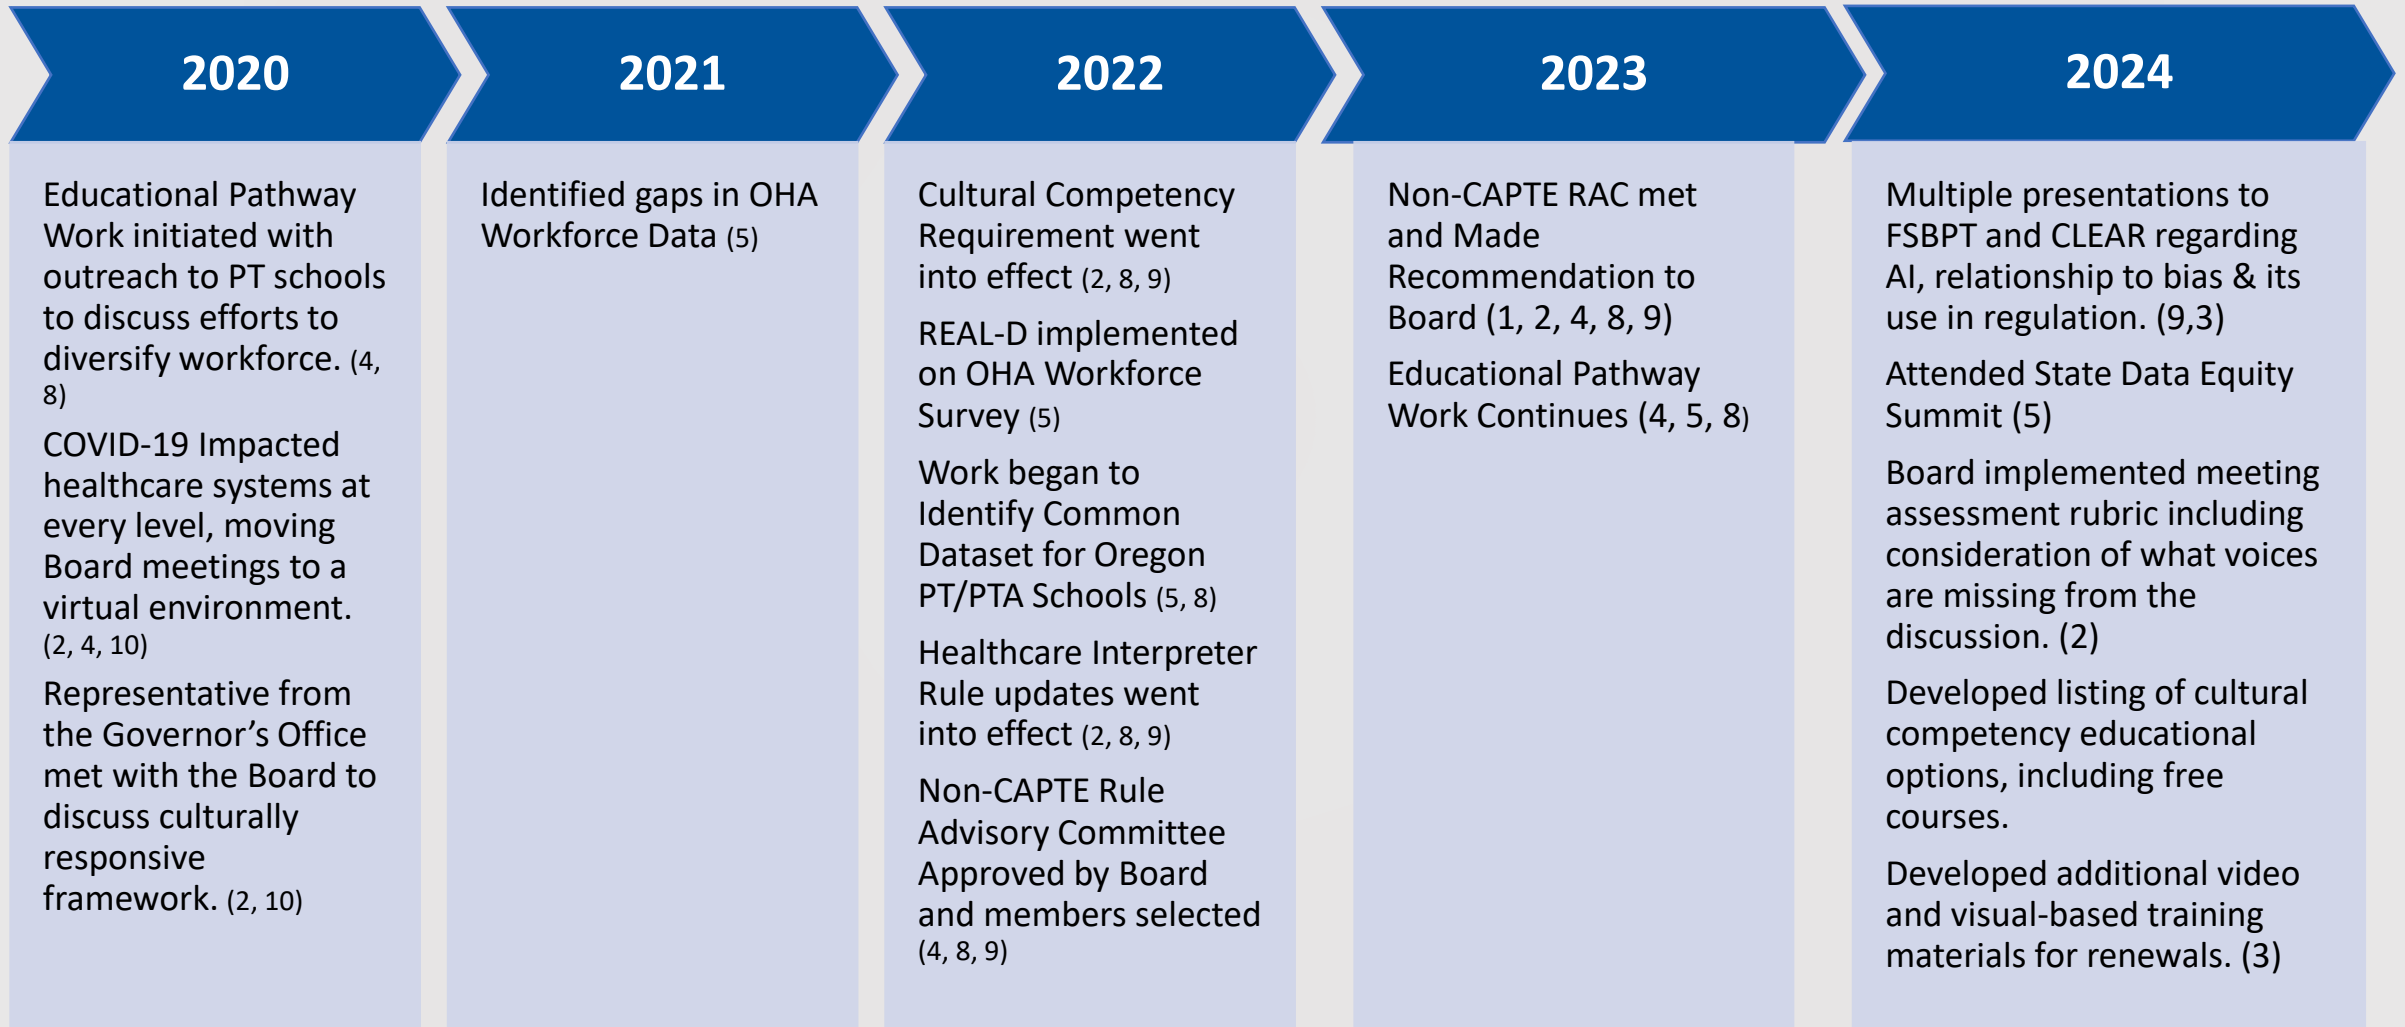 2020
Educational Pathway
Work initiated with
outreach to PT schools
to discuss efforts to
diversify workforce. (4,
8)
COVID-19 Impacted
healthcare systems at
every level, moving
Board meetings to a
virtual environment.
(2, 4, 10)
Representative from
the Governor’s Office
met with the Board to
discuss culturally
responsive
framework. (2, 10)
2021
Identified gaps in OHA
Workforce Data (5)
2022
Cultural Competency
Requirement went
into effect (2, 8, 9)
REAL-D implemented
on OHA Workforce
Survey (5)
Work began to
Identify Common
Dataset for Oregon
PT/PTA Schools (5, 8)
Healthcare Interpreter
Rule updates went
into effect (2, 8, 9)
Non-CAPTE Rule
Advisory Committee
Approved by Board
and members selected
(4, 8, 9)
2023
Non-CAPTE RAC met
and Made
Recommendation to
Board (1, 2, 4, 8, 9)
Educational Pathway
Work Continues (4, 5, 8)
2024
Multiple presentations to
FSBPT and CLEAR regarding
AI, relationship to bias & its
use in regulation. (9,3)
Attended State Data Equity
Summit (5)
Board implemented meeting
assessment rubric including
consideration of what voices
are missing from the
discussion. (2)
Developed listing of cultural
competency educational
options, including free
courses.
Developed additional video
and visual-based training
materials for renewals. (3)